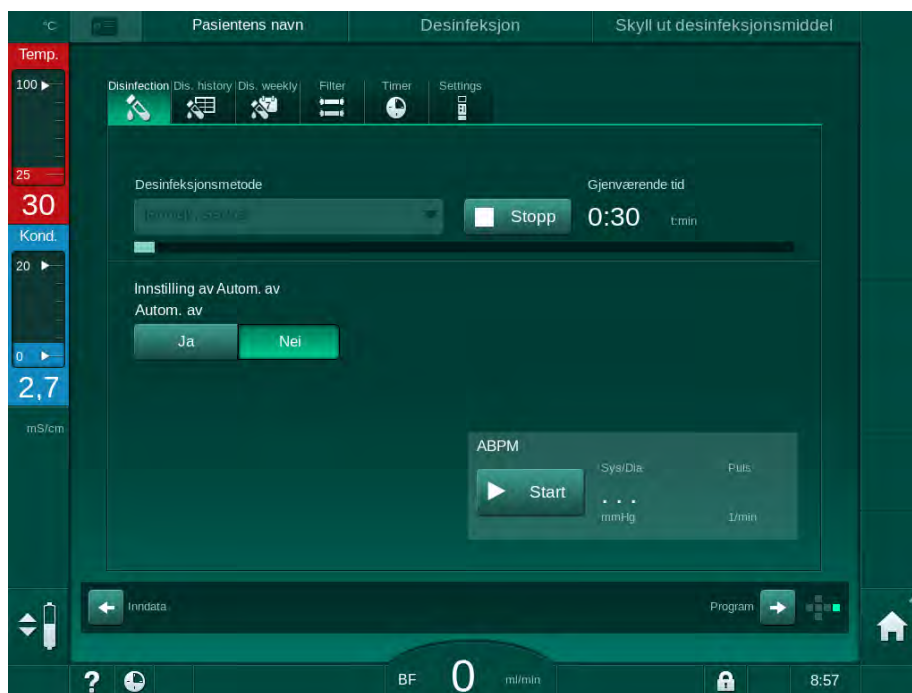 °C Pasientens navn Desinfeksjon Skyll ut desinfeksjonsmiddel
Temp.
100
25
30
Kond.
20
0
2,7
mS/cm
Disinfection Dis. history Dis. weekly Filter Timer Settings
7
Desinfeksjonsmetode
Gjenværende tid
Stopp
0:30 t:min
Innstilling av Autom. av
Autom. av
Ja Nei
ABPM
Sys/Dia Puls
Start
. . .
mmHg 1/min
Inndata Program
? BF 0 ml/min 8:57